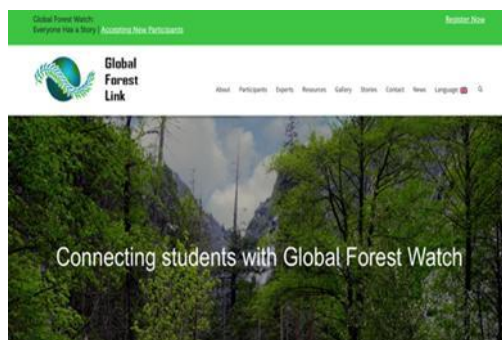 Global Forest Watch:
Everyone Has a Story | Accepting New Participants
Register Now
Global
Forest
Link
About Participants Experts Resources Gallery Stories Contact News Language:
Connecting students with Global Forest Watch